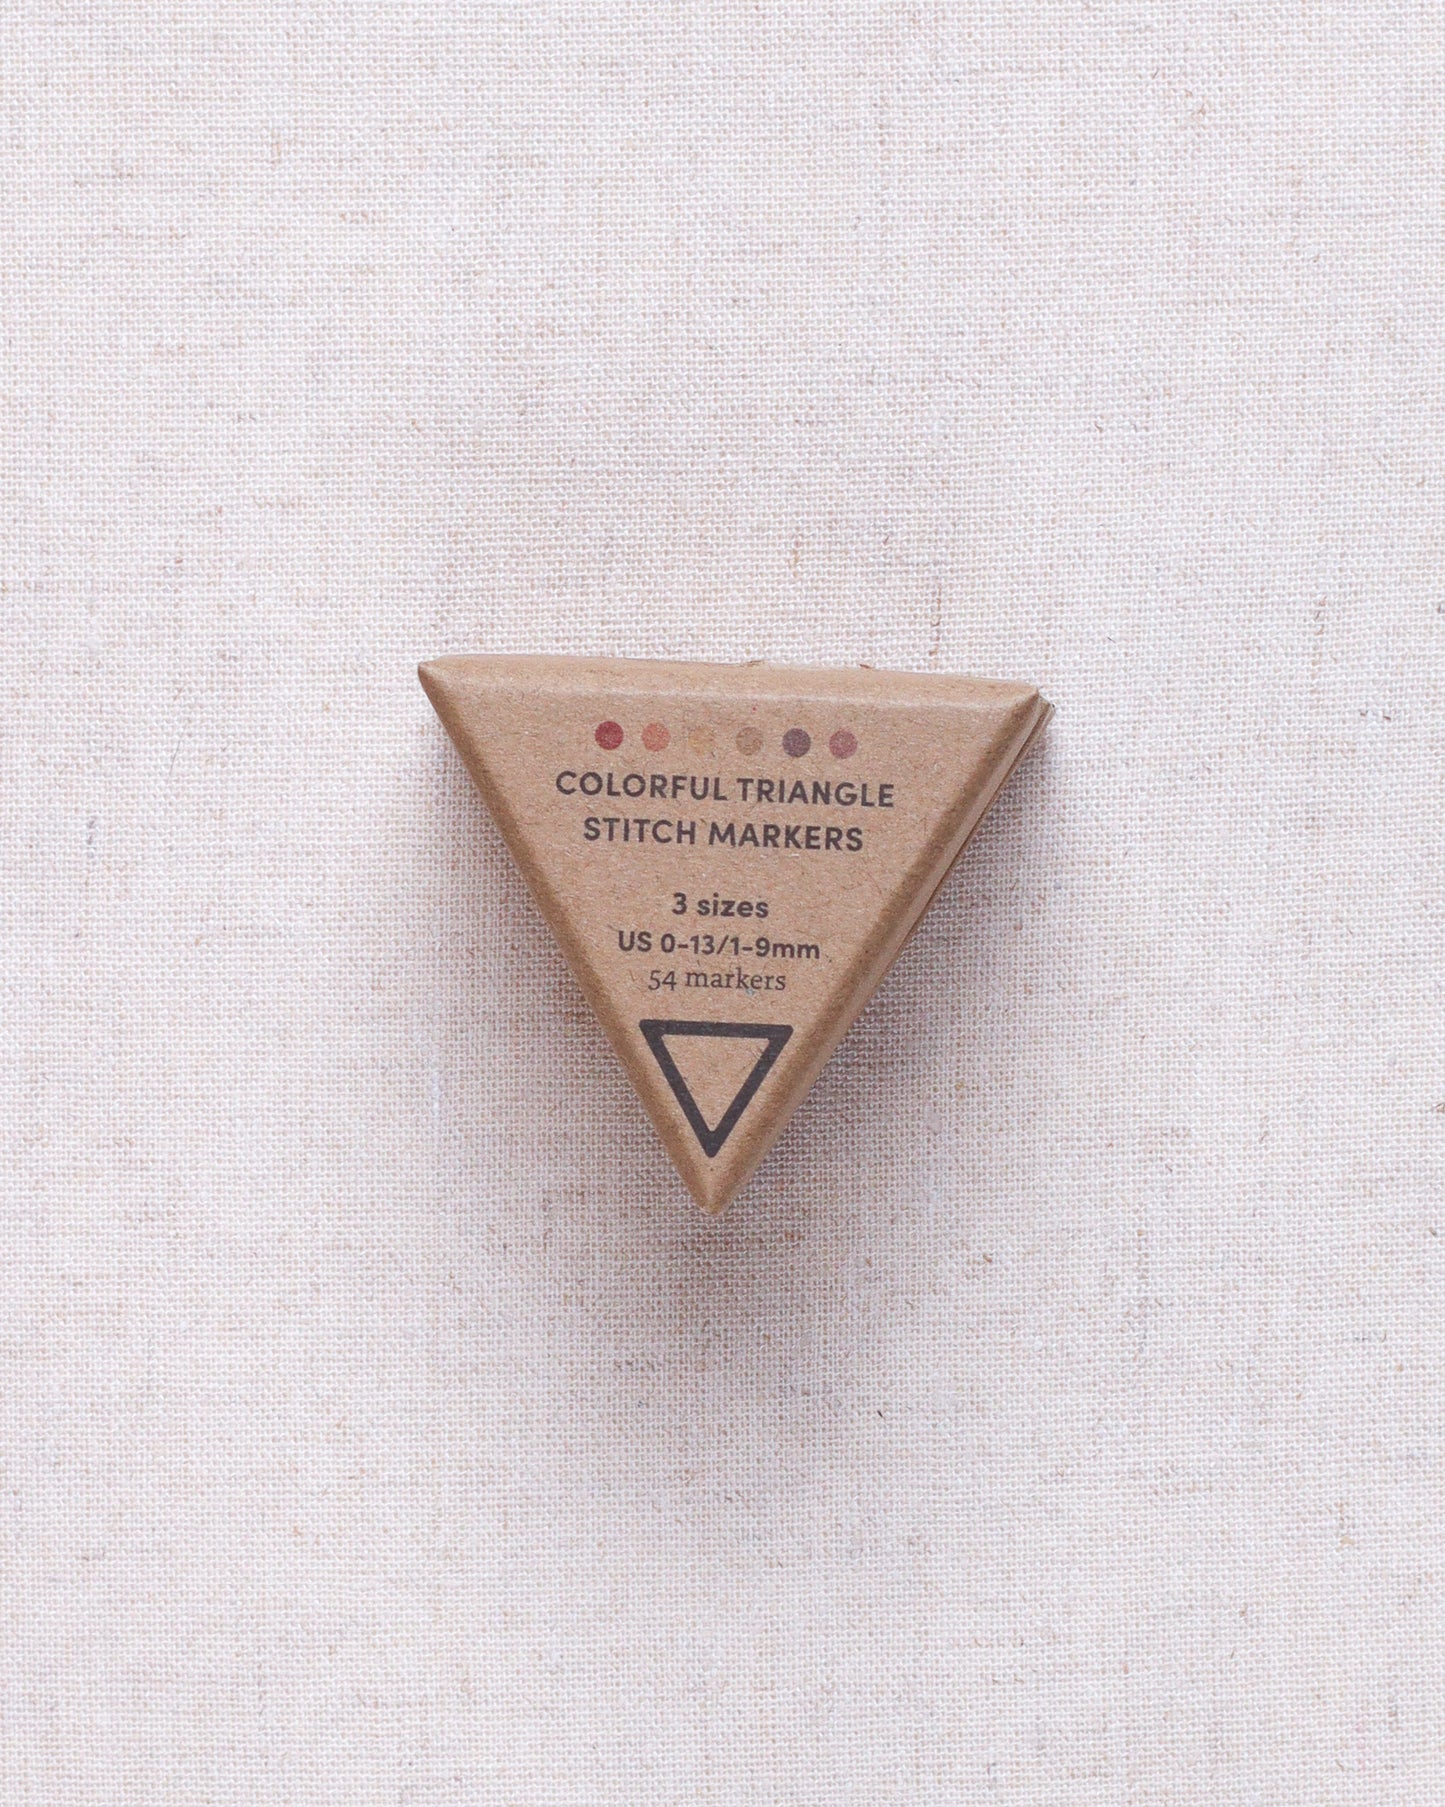 COLORFUL TRIANGLE
STITCH MARKERS
3 sizes
US 0-13/1-9mm
54 markers